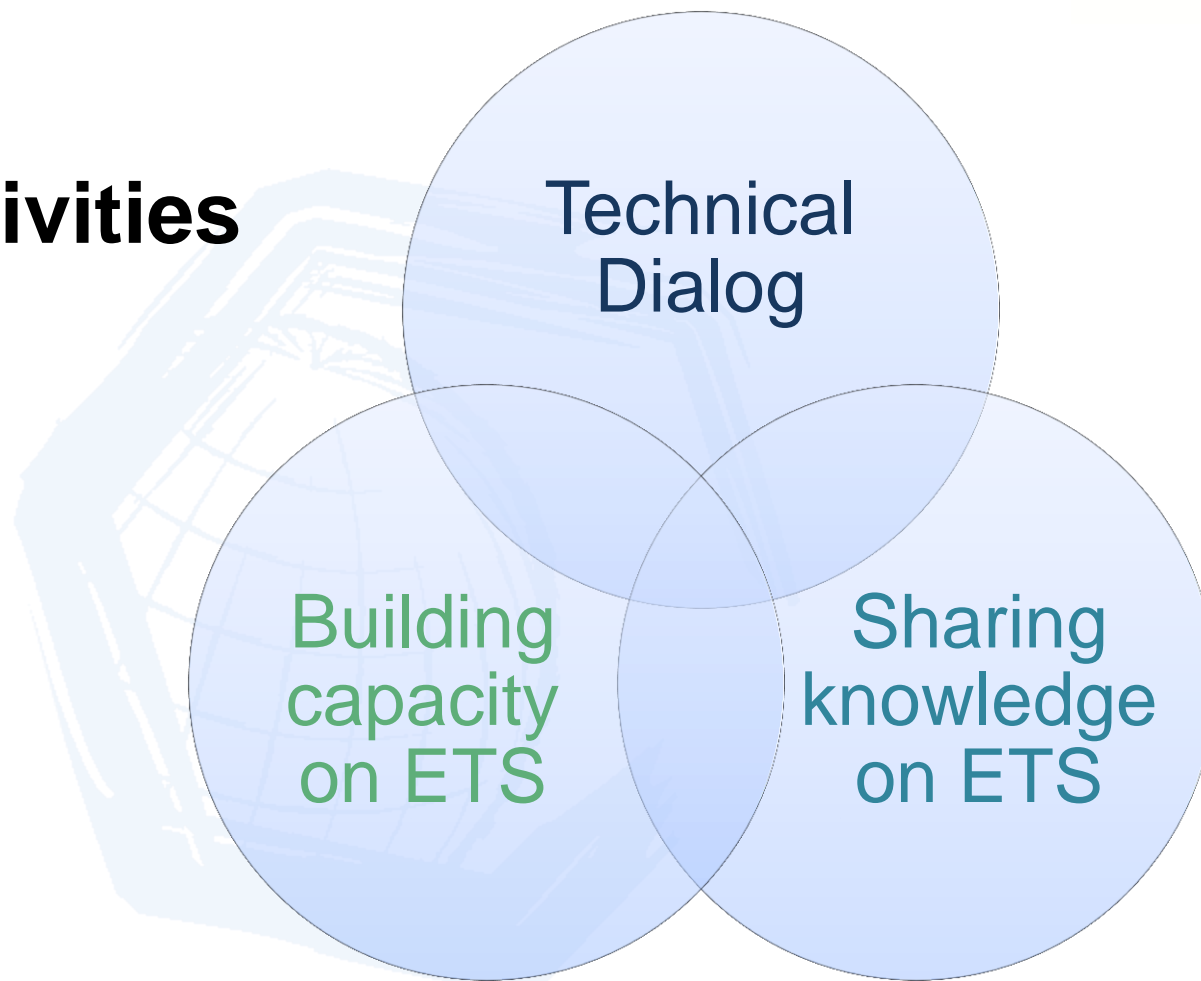 ivities
Technical
Dialog
Building
capacity
on ETS
Sharing
knowledge
on ETS